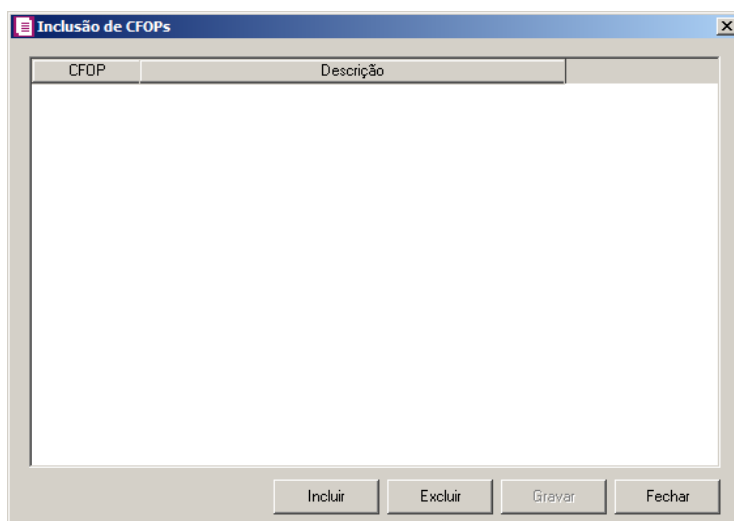 Inclusão de CFOPs
CFOP Descrição
Incluir Excluir Gravar Fechar